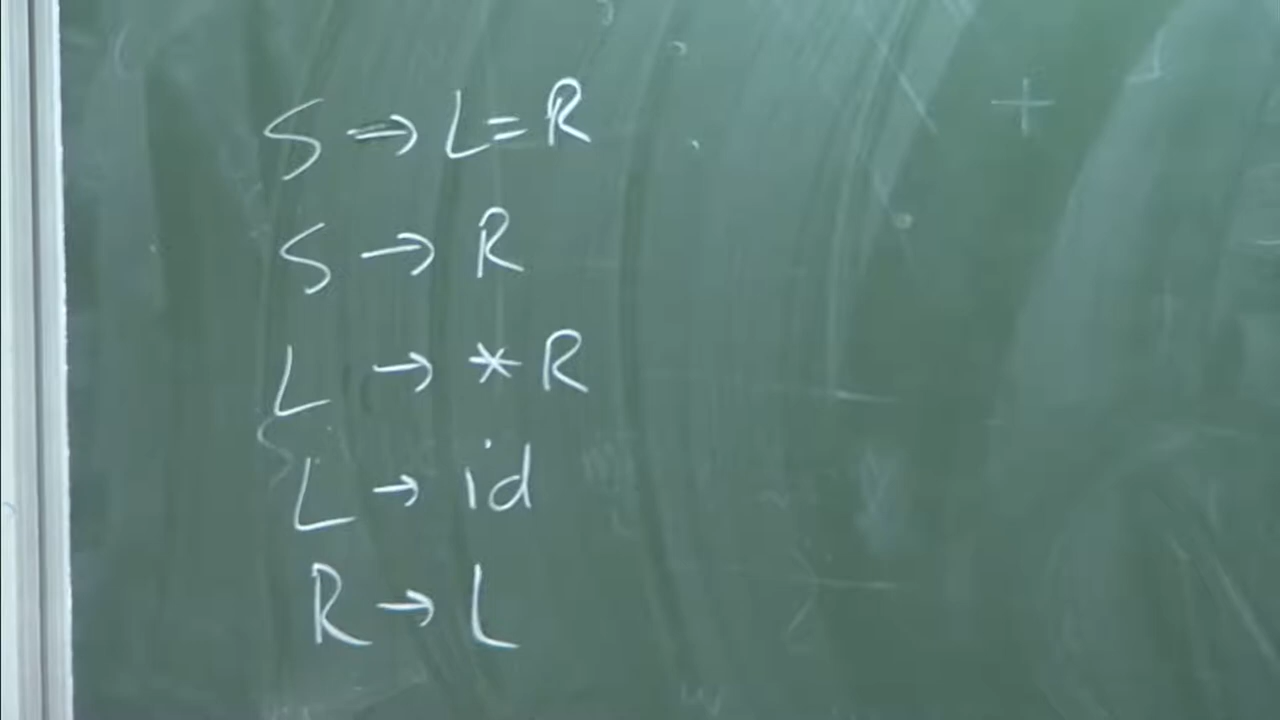 S → L = R
S → R
L → * R
L → id
R → L